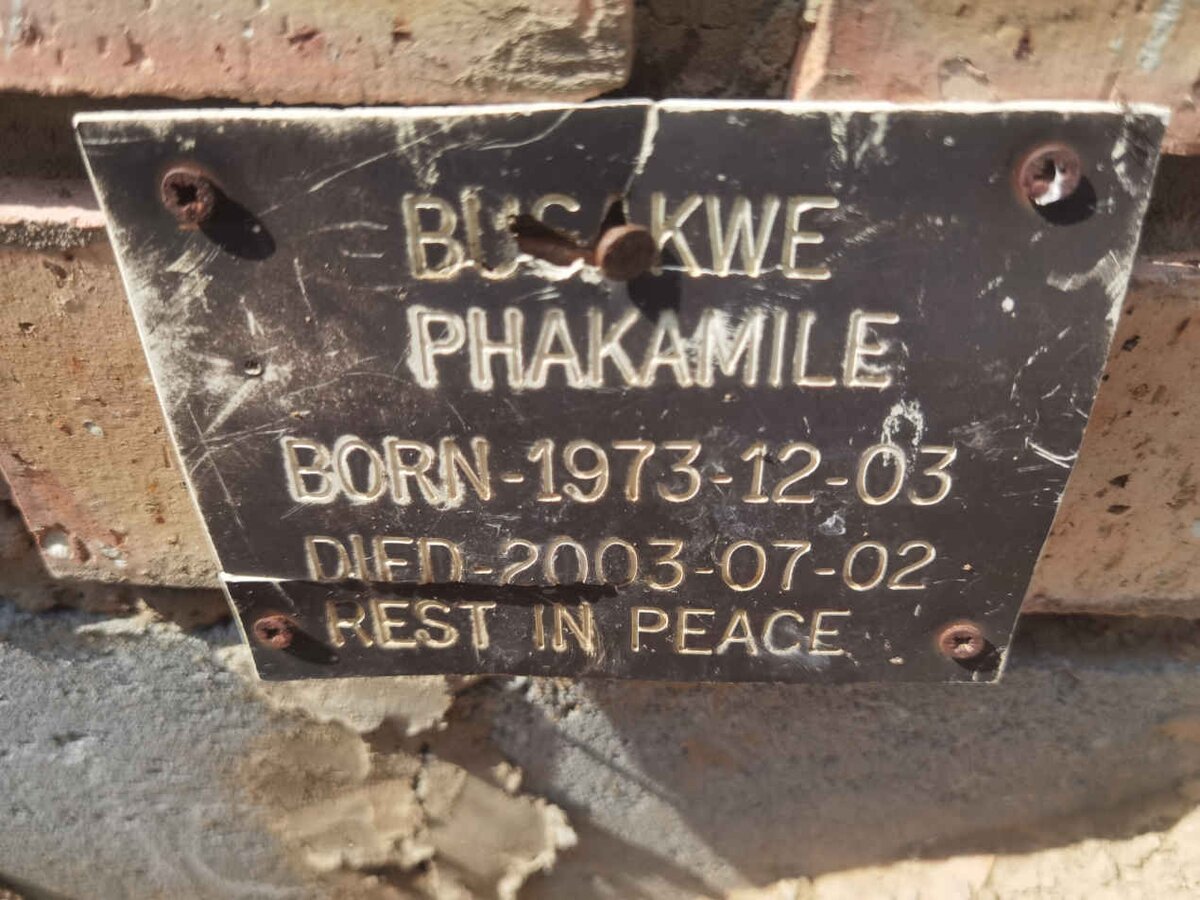 PHAKAMILE
BORN-1973-12-03
DIED-2003-07-02
REST IN PEACE